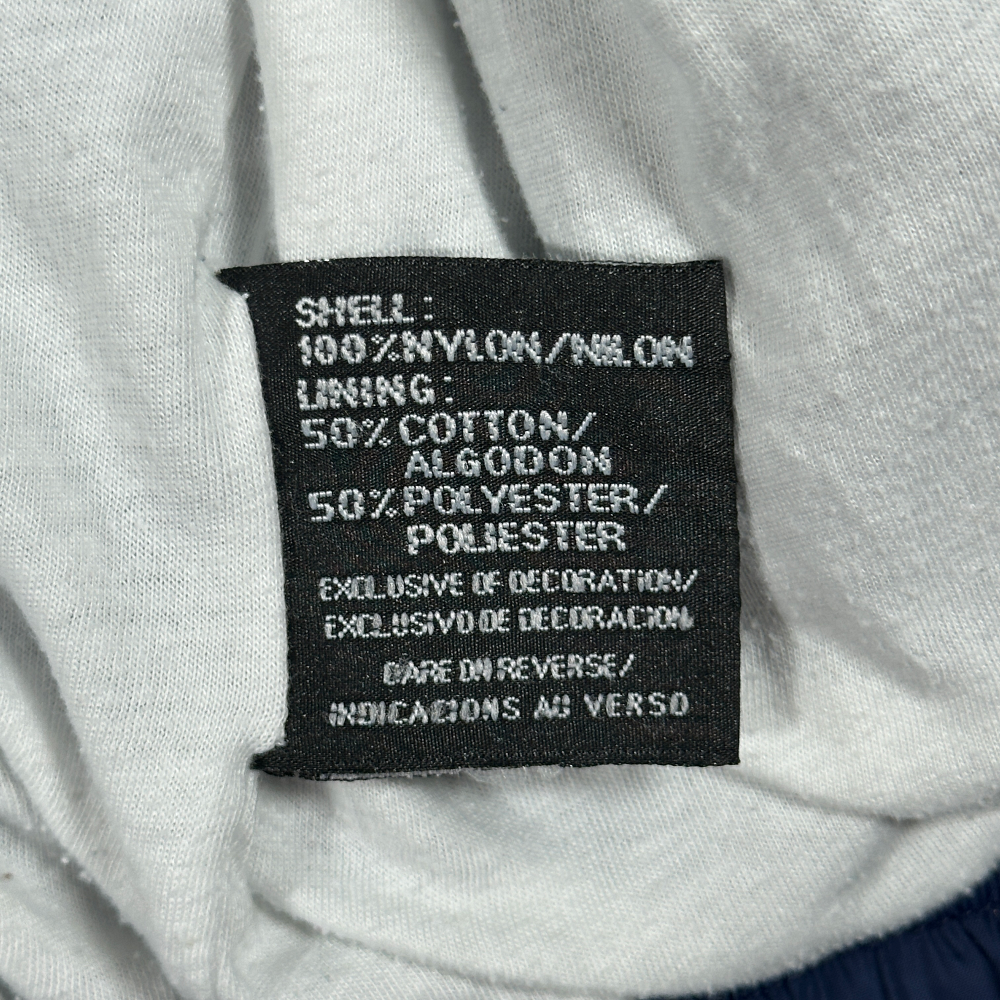 SHELL:
100%NYLON/NILON
LINING:
50%COTTON/
ALGODON
50%POLYESTER/
POLIESTER
EXCLUSIVE OF DECORATION/
EXCLUSIVO DE DECORACION
CARE ON REVERSE/
INDICACIONS AU VERSO